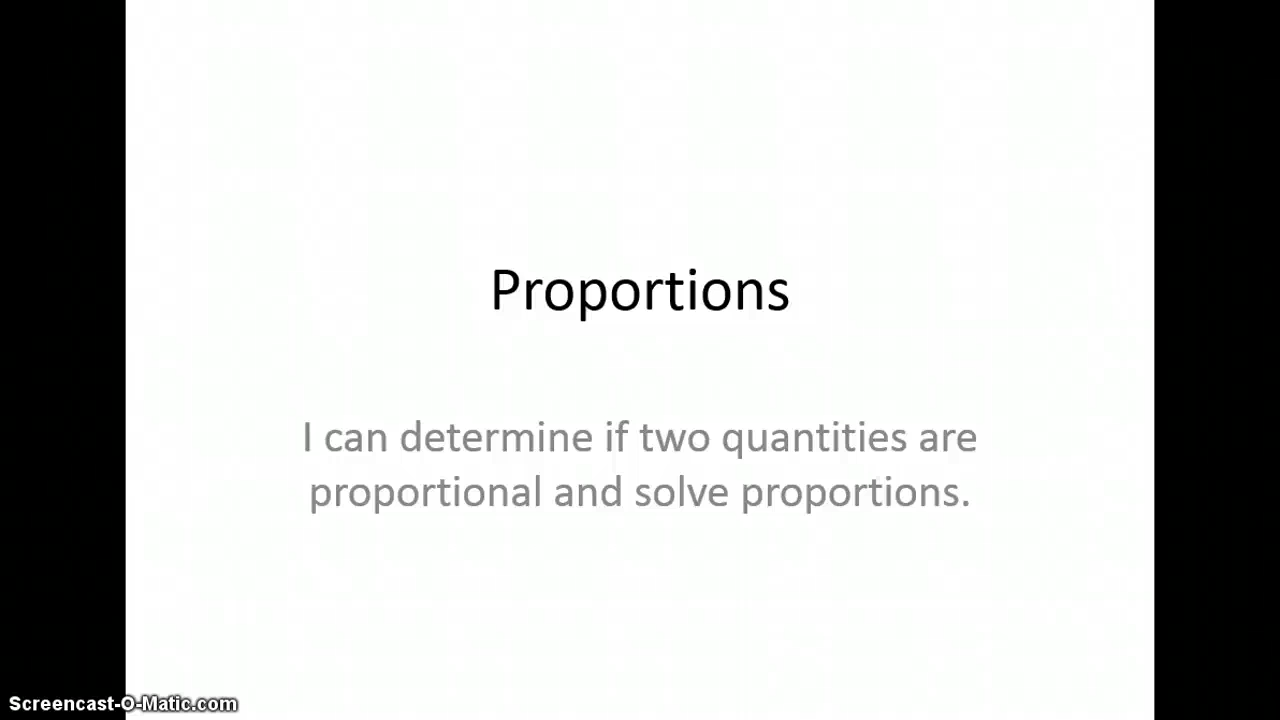 Proportions
I can determine if two quantities are
proportional and solve proportions.
Screencast-O-Matic.com